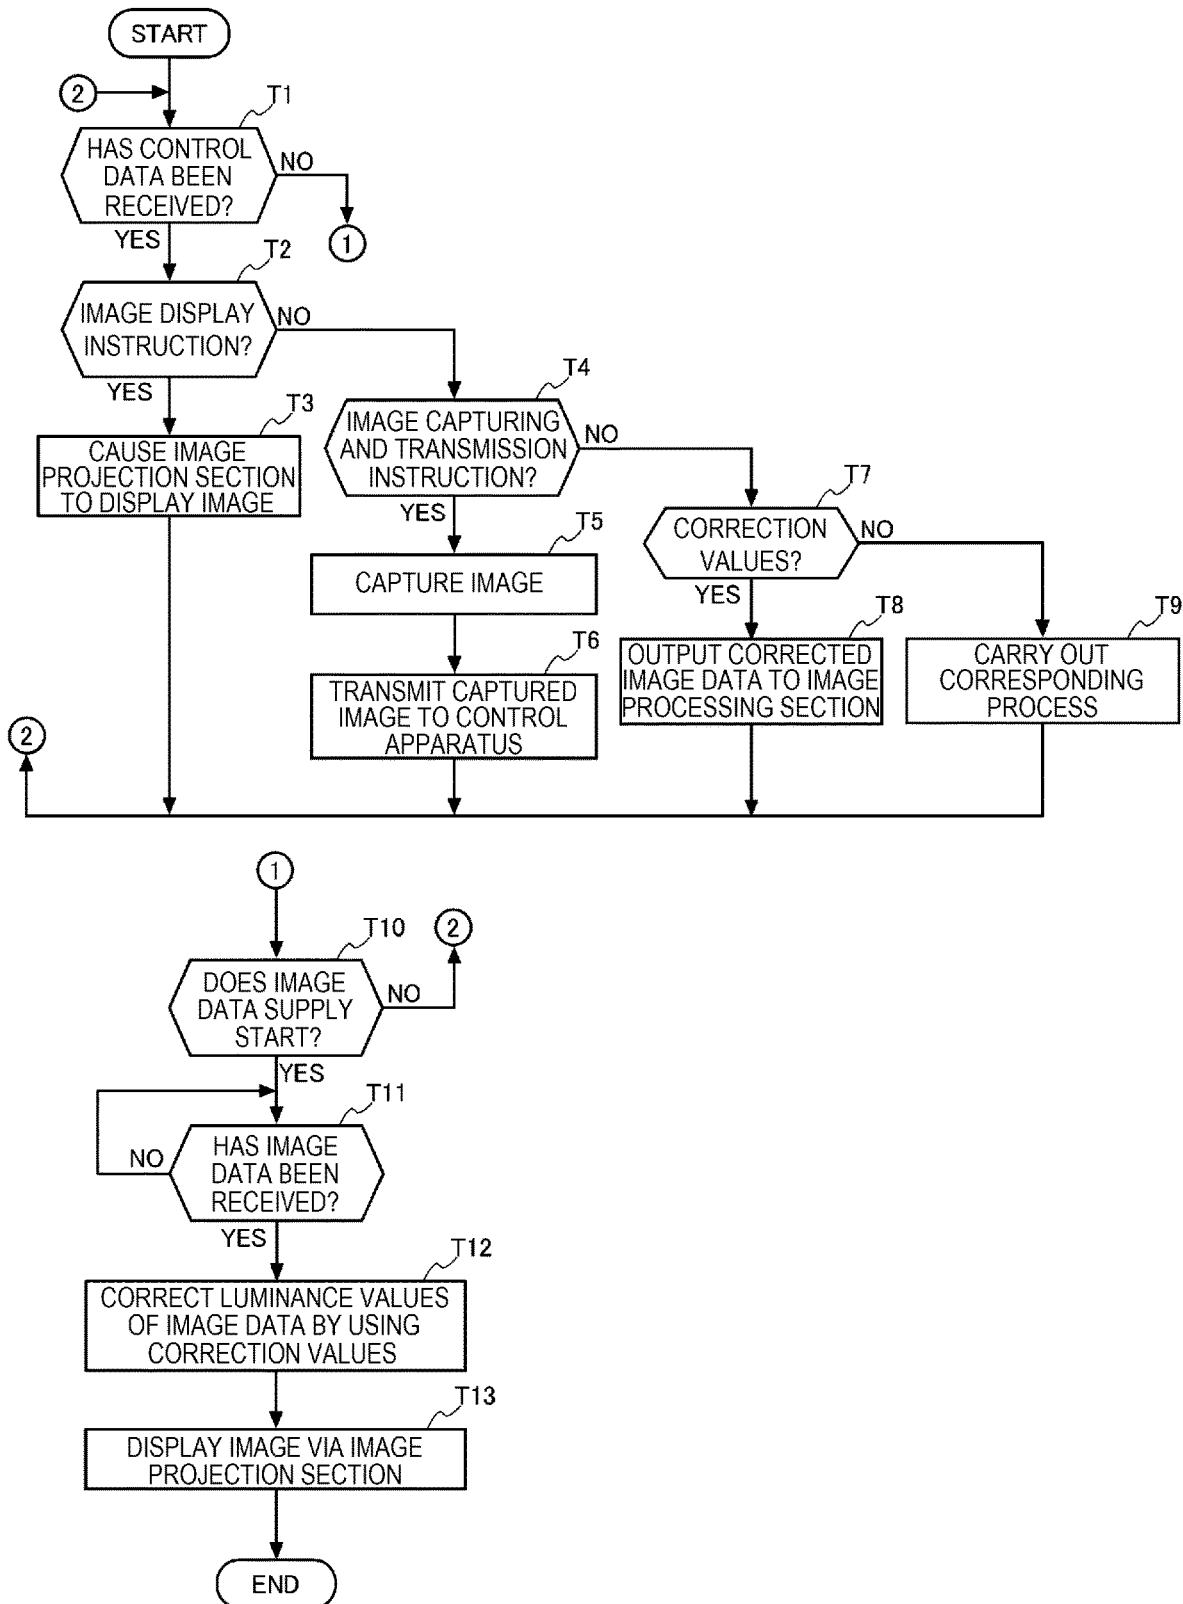 START
2
T1
HAS CONTROL
DATA BEEN
RECEIVED?
NO
YES
1
T2
IMAGE DISPLAY
INSTRUCTION?
NO
YES
T3
CAUSE IMAGE
PROJECTION SECTION
TO DISPLAY IMAGE
T4
IMAGE CAPTURING
AND TRANSMISSION
INSTRUCTION?
NO
YES
T5
CAPTURE IMAGE
T6
TRANSMIT CAPTURED
IMAGE TO CONTROL
APPARATUS
T7
CORRECTION
VALUES?
NO
YES
T8
OUTPUT CORRECTED
IMAGE DATA TO IMAGE
PROCESSING SECTION
T9
CARRY OUT
CORRESPONDING
PROCESS
2
1
T10
DOES IMAGE
DATA SUPPLY
START?
NO
2
YES
T11
HAS IMAGE
DATA BEEN
RECEIVED?
NO
YES
T12
CORRECT LUMINANCE VALUES
OF IMAGE DATA BY USING
CORRECTION VALUES
T13
DISPLAY IMAGE VIA IMAGE
PROJECTION SECTION
END